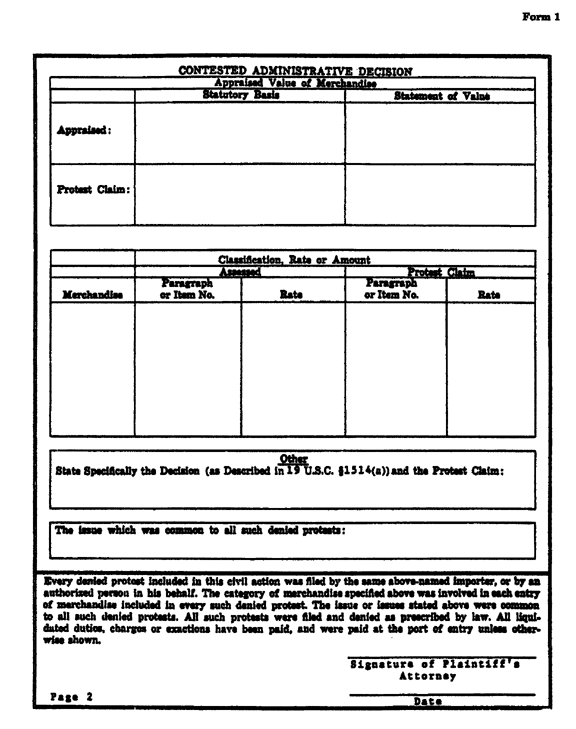 Form 1
CONTESTED ADMINISTRATIVE DECISION
Appraised Value of Merchandise
Statutory Basis Statement of Value
Appraised:
Protest Claim:
Classification, Rate or Amount
Assessed Protest Claim
Merchandise Paragraph or Item No. Rate Paragraph or Item No. Rate
Other
State Specifically the Decision (as Described in 19 U.S.C. §1514(a)) and the Protest Claim:
The issue which was common to all such denied protests:
Every denied protest included in this civil action was filed by the same above-named importer, or by an
authorized person in his behalf. The category of merchandise specified above was involved in each entry
of merchandise included in every such denied protest. The issue or issues stated above were common
to all such denied protests. All such protests were filed and denied as prescribed by law. All liqui-
dated duties, charges or exactions have been paid, and were paid at the port of entry unless other-
wise shown.
Signature of Plaintiff's
Attorney
Page 2
Date